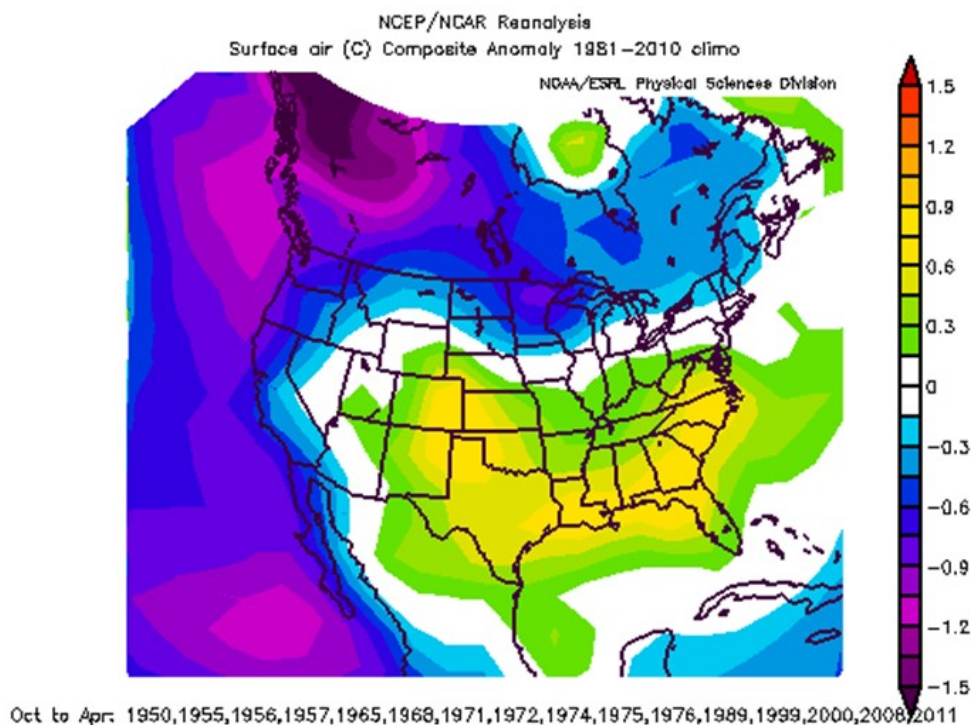 NCEP/NCAR Reanalysis
Surface air (C) Composite Anomaly 1981-2010 climo
NOAA/ESRL Physical Sciences Division
1.5
1.2
0.9
0.6
0.3
0
-0.3
-0.6
-0.9
-1.2
-1.5
Oct to Apr: 1950,1955,1956,1957,1965,1968,1971,1972,1974,1975,1976,1989,1999,2000,2008,2011